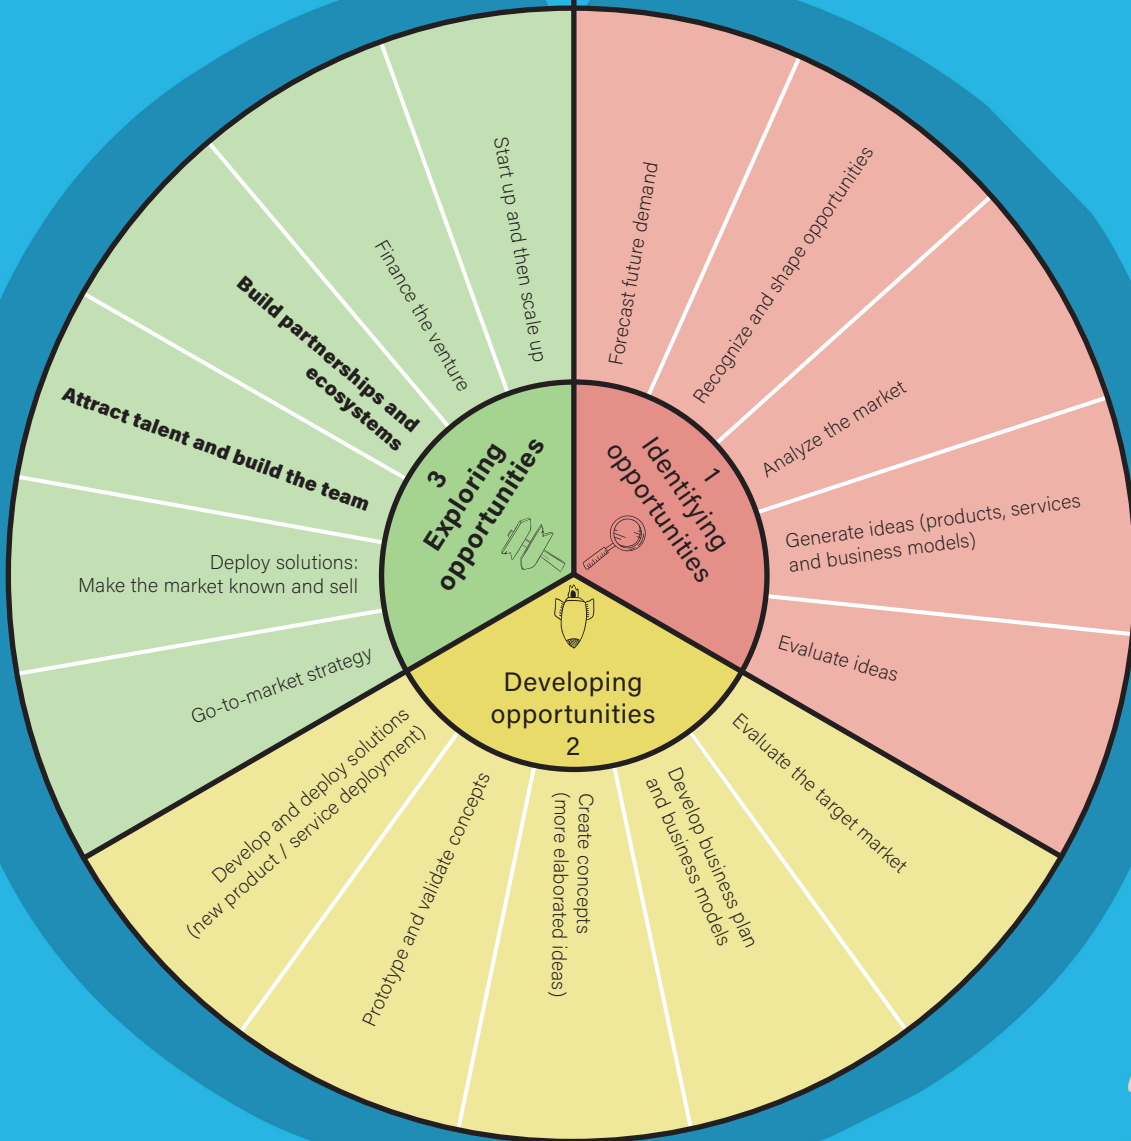 1
Identifying
opportunities
Forecast future demand
Recognize and shape opportunities
Analyze the market
Generate ideas (products, services
and business models)
Evaluate ideas
Developing
opportunities
2
Evaluate the target market
Develop business plan
and business models
Create concepts
(more elaborated ideas)
Prototype and validate concepts
Develop and deploy solutions
(new product / service deployment)
3
Exploring
opportunities
Go-to-market strategy
Deploy solutions:
Make the market known and sell
Attract talent and build the team
Build partnerships and
ecosystems
Finance the venture
Start up and then scale up